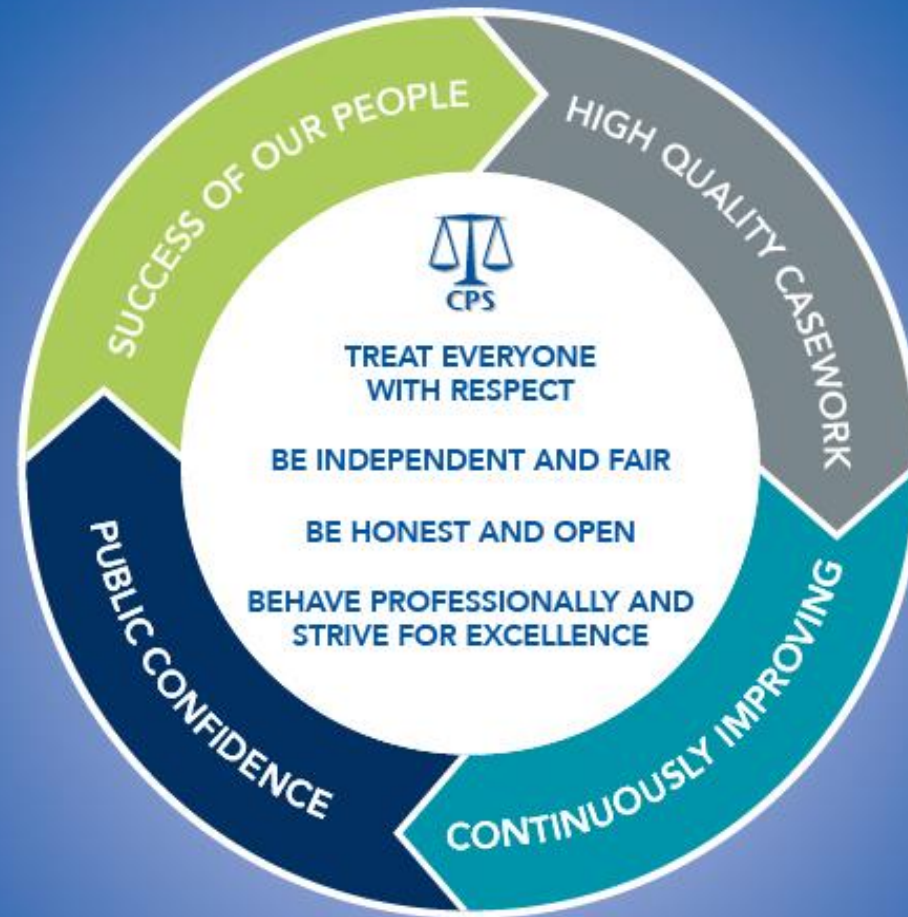 SUCCESS OF OUR PEOPLE
HIGH QUALITY CASEWORK
CONTINUOUSLY IMPROVING
PUBLIC CONFIDENCE
CPS
TREAT EVERYONE
WITH RESPECT
BE INDEPENDENT AND FAIR
BE HONEST AND OPEN
BEHAVE PROFESSIONALLY AND
STRIVE FOR EXCELLENCE